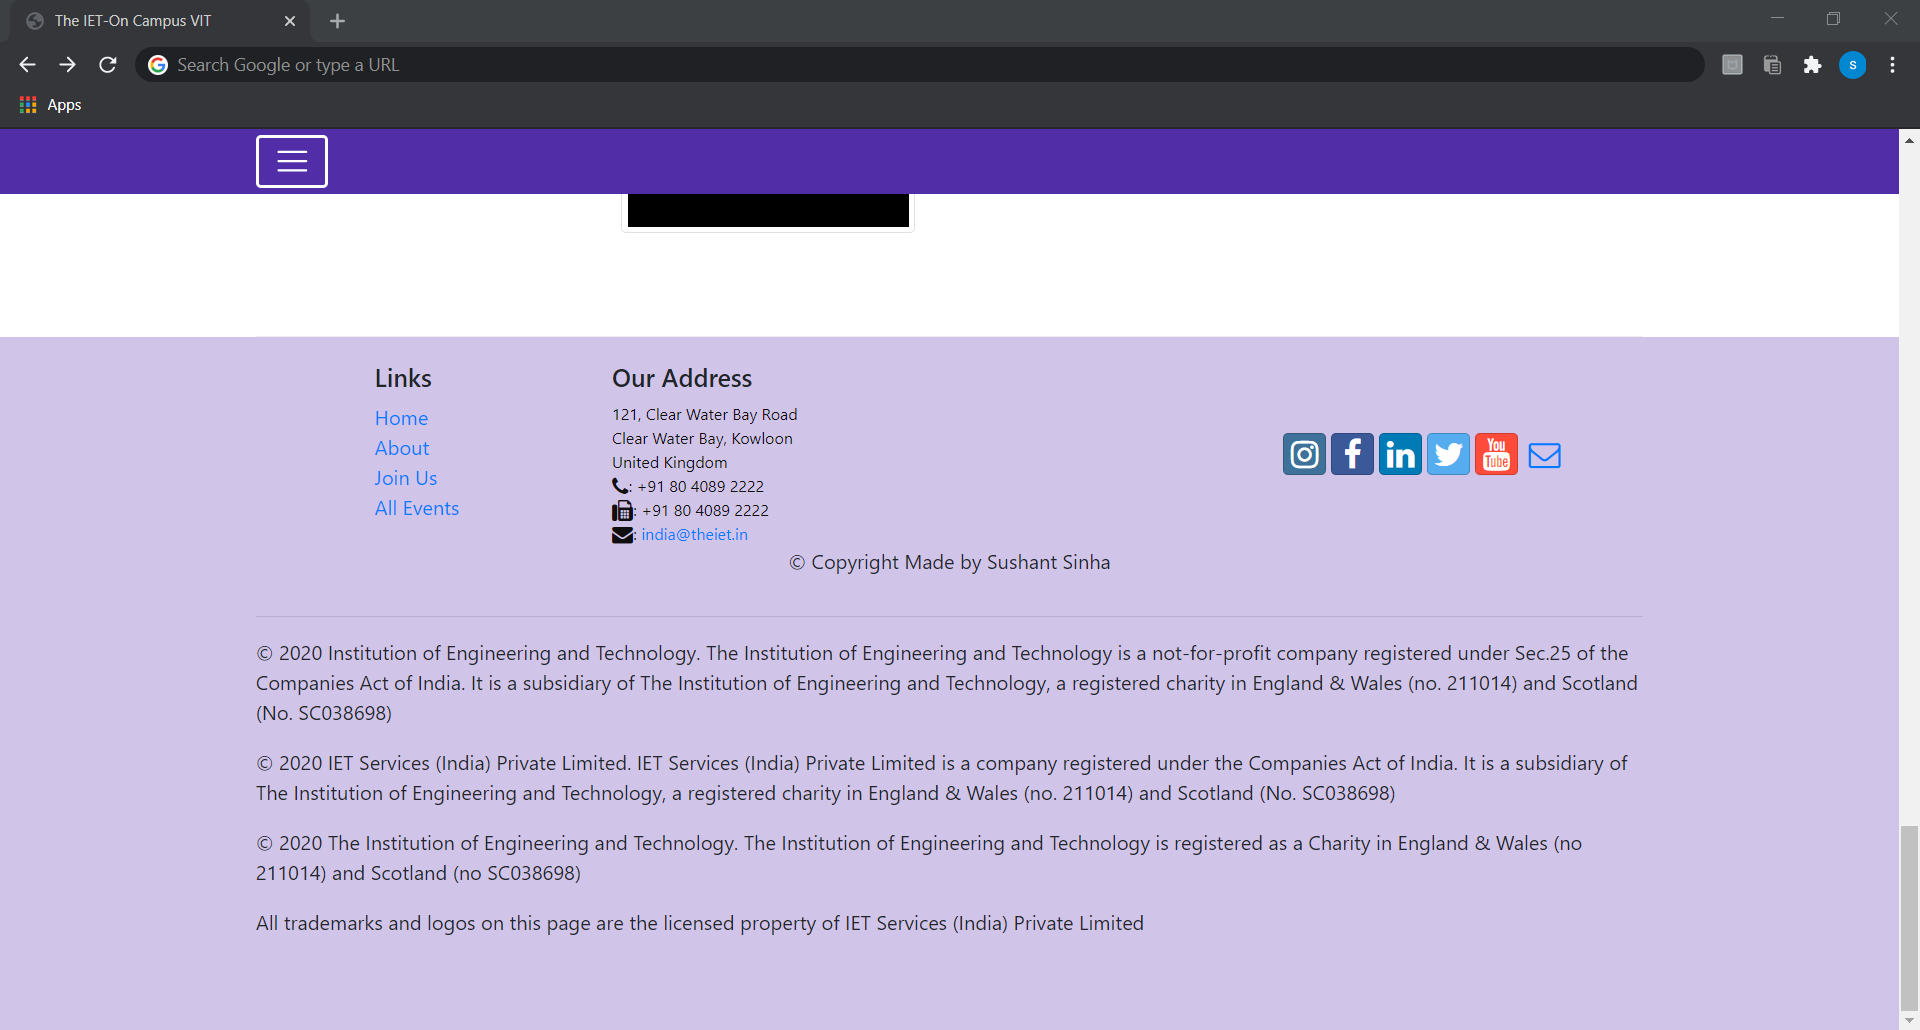 The IET-On Campus VIT
Search Google or type a URL
s
Apps
Links
Home
About
Join Us
All Events
Our Address
121, Clear Water Bay Road
Clear Water Bay, Kowloon
United Kingdom
: +91 80 4089 2222
: +91 80 4089 2222
: india@theiet.in
You
Tube
© Copyright Made by Sushant Sinha
© 2020 Institution of Engineering and Technology. The Institution of Engineering and Technology is a not-for-profit company registered under Sec.25 of the
Companies Act of India. It is a subsidiary of The Institution of Engineering and Technology, a registered charity in England & Wales (no. 211014) and Scotland
(No. SC038698)
© 2020 IET Services (India) Private Limited. IET Services (India) Private Limited is a company registered under the Companies Act of India. It is a subsidiary of
The Institution of Engineering and Technology, a registered charity in England & Wales (no. 211014) and Scotland (No. SC038698)
© 2020 The Institution of Engineering and Technology. The Institution of Engineering and Technology is registered as a Charity in England & Wales (no
211014) and Scotland (no SC038698)
All trademarks and logos on this page are the licensed property of IET Services (India) Private Limited